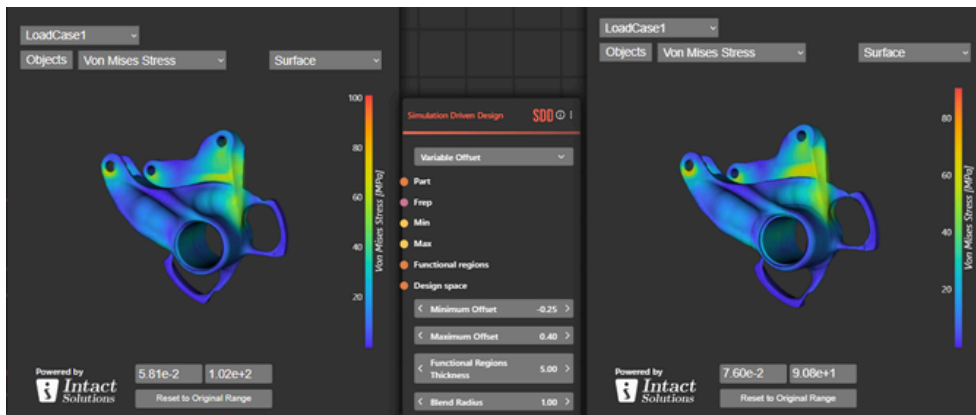 LoadCase1
Objects Von Mises Stress Surface
100
80
60
40
20
Von Mises Stress [MPa]
Powered by
Intact
Solutions
5.81e-2 1.02e+2
Reset to Original Range
Simulation Driven Design SDD
Variable Offset
Part
Frep
Min
Max
Functional regions
Design space
Minimum Offset -0.25
Maximum Offset 0.40
Functional Regions
Thickness 5.00
Blend Radius 1.00
LoadCase1
Objects Von Mises Stress Surface
80
60
40
20
Von Mises Stress [MPa]
Powered by
Intact
Solutions
7.60e-2 9.08e+1
Reset to Original Range